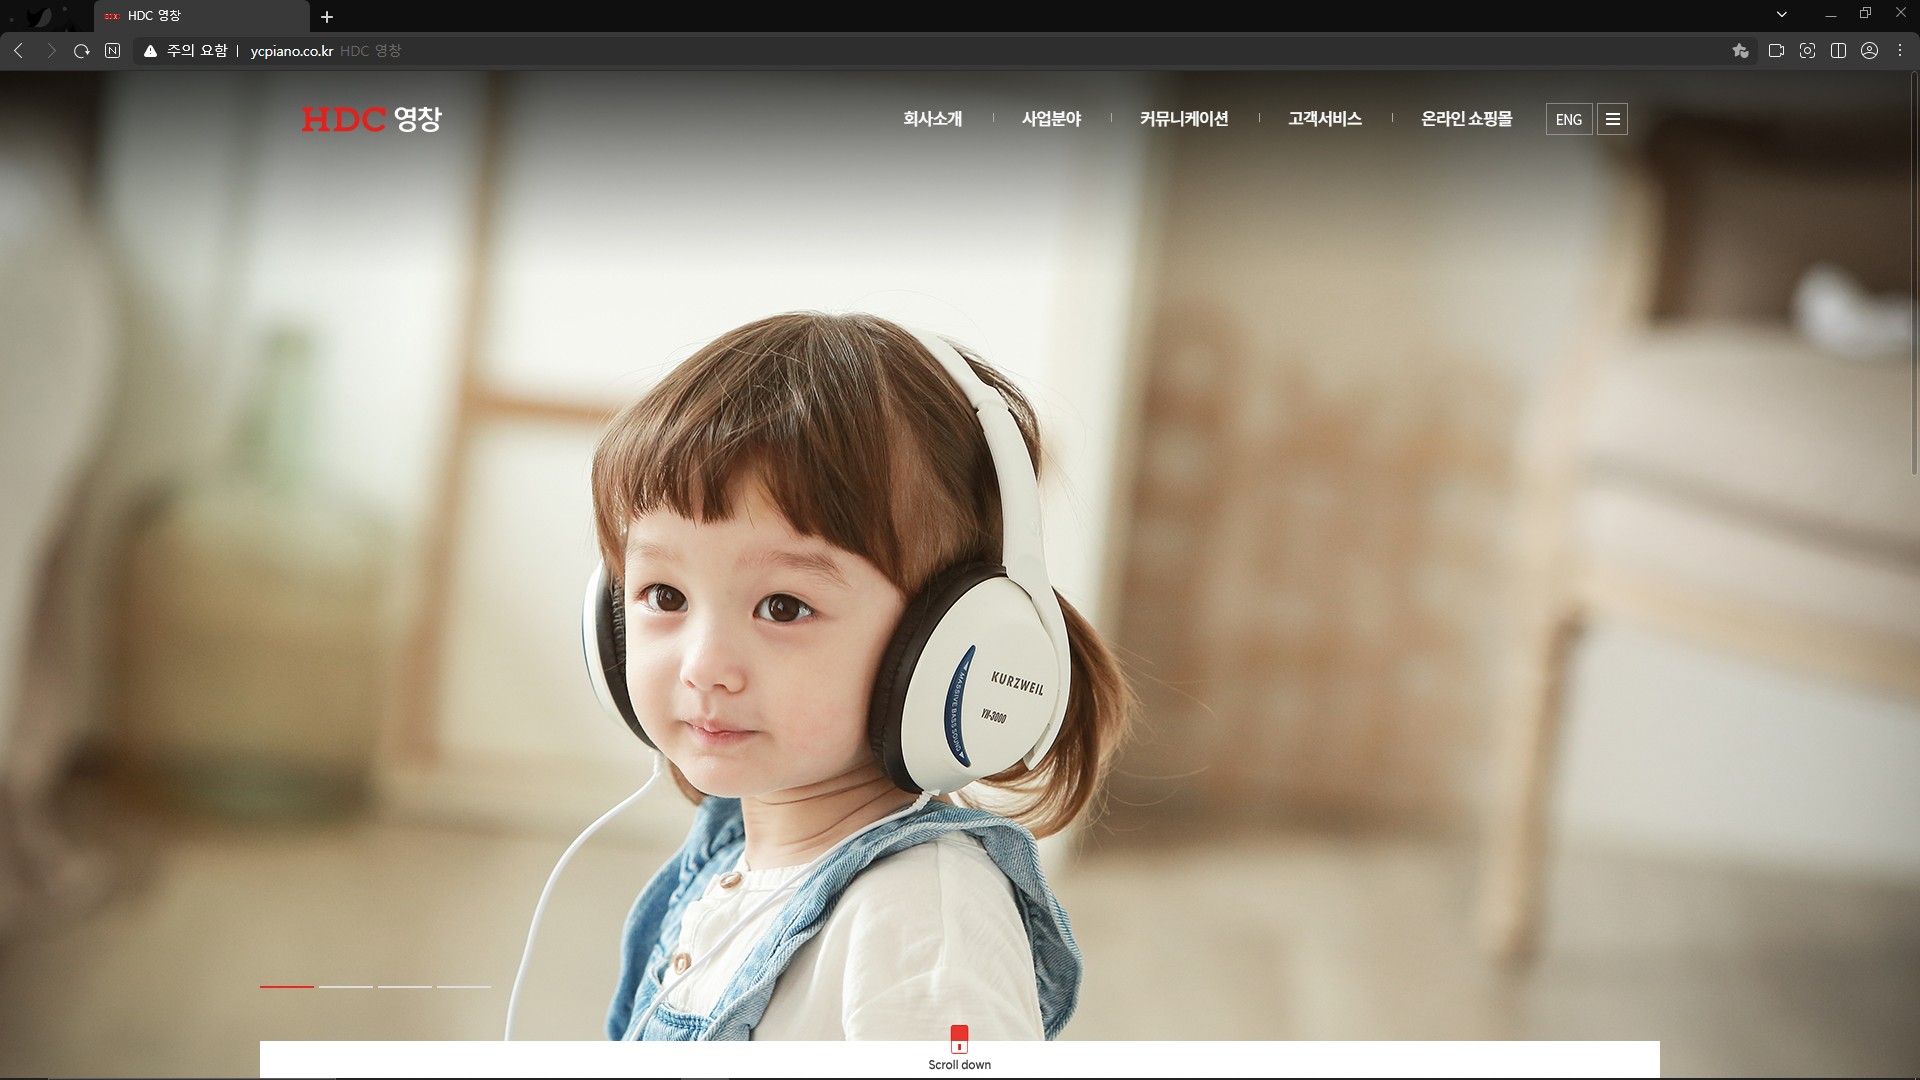 HDC 영창
주의 요함 | ycpiano.co.kr HDC 영창
HDC 영창
회사소개
사업분야
커뮤니케이션
고객서비스
온라인 쇼핑몰
ENG
KURZWEIL
YH-3000
MASSIVE BASS SOUND
Scroll down